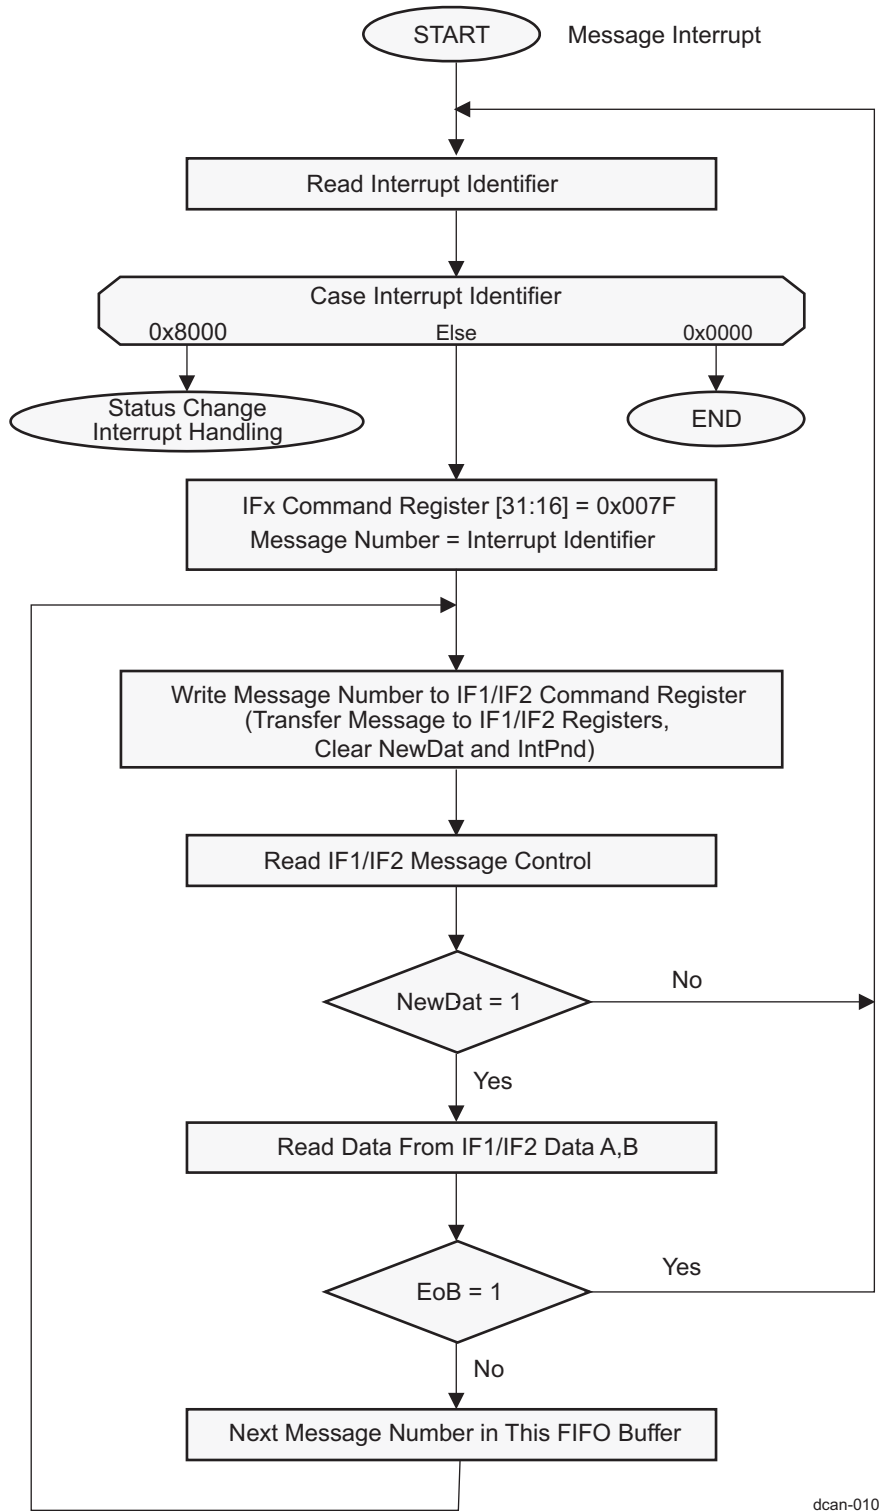 START
Message Interrupt
Read Interrupt Identifier
Case Interrupt Identifier
0x8000
Else
0x0000
Status Change
Interrupt Handling
END
IFx Command Register [31:16] = 0x007F
Message Number = Interrupt Identifier
Write Message Number to IF1/IF2 Command Register
(Transfer Message to IF1/IF2 Registers,
Clear NewDat and IntPnd)
Read IF1/IF2 Message Control
NewDat = 1
No
Yes
Read Data From IF1/IF2 Data A,B
EoB = 1
Yes
No
Next Message Number in This FIFO Buffer
dcan-010